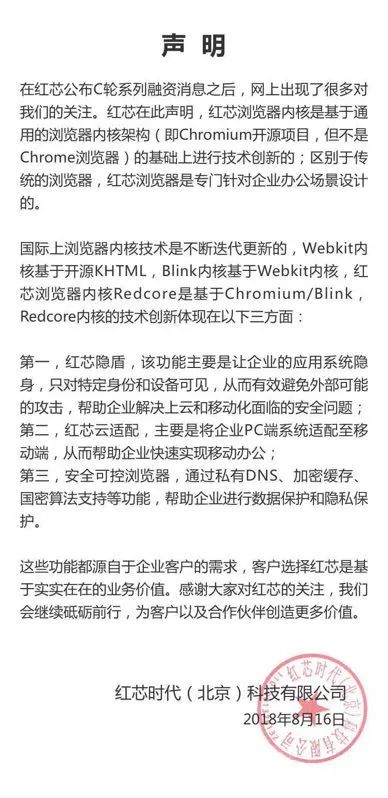 声 明
在红芯公布C轮系列融资消息之后，网上出现了很多对
我们的关注。红芯在此声明，红芯浏览器内核是基于
通用的浏览器内核架构（即Chromium开源项目，但不是
Chrome浏览器）的基础上进行技术创新的；区别于传
统的浏览器，红芯浏览器是专门针对企业办公场景设计
的。
国际上浏览器内核技术是不断迭代更新的，Webkit内
核基于开源KHTML，Blink内核基于Webkit内核，红
芯浏览器内核Redcore是基于Chromium/Blink，
Redcore内核的技术创新体现在以下三方面：
第一，红芯隐盾，该功能主要是让企业的应用系统隐
身，只对特定身份和设备可见，从而有效避免外部可能
的攻击，帮助企业解决上云和移动化面临的安全问题；
第二，红芯云适配，主要是将企业PC端系统适配至移
动端，从而帮助企业快速实现移动办公；
第三，安全可控浏览器，通过私有DNS、加密缓存、
国密算法支持等功能，帮助企业进行数据保护和隐私保
护。
这些功能都源自于企业客户的需求，客户选择红芯是基
于实实在在的业务价值。感谢大家对红芯的关注，我们
会继续砥砺前行，为客户以及合作伙伴创造更多价值。
红芯时代（北京）科技有限公司
2018年8月16日
红芯时代（北京）科技有限公司